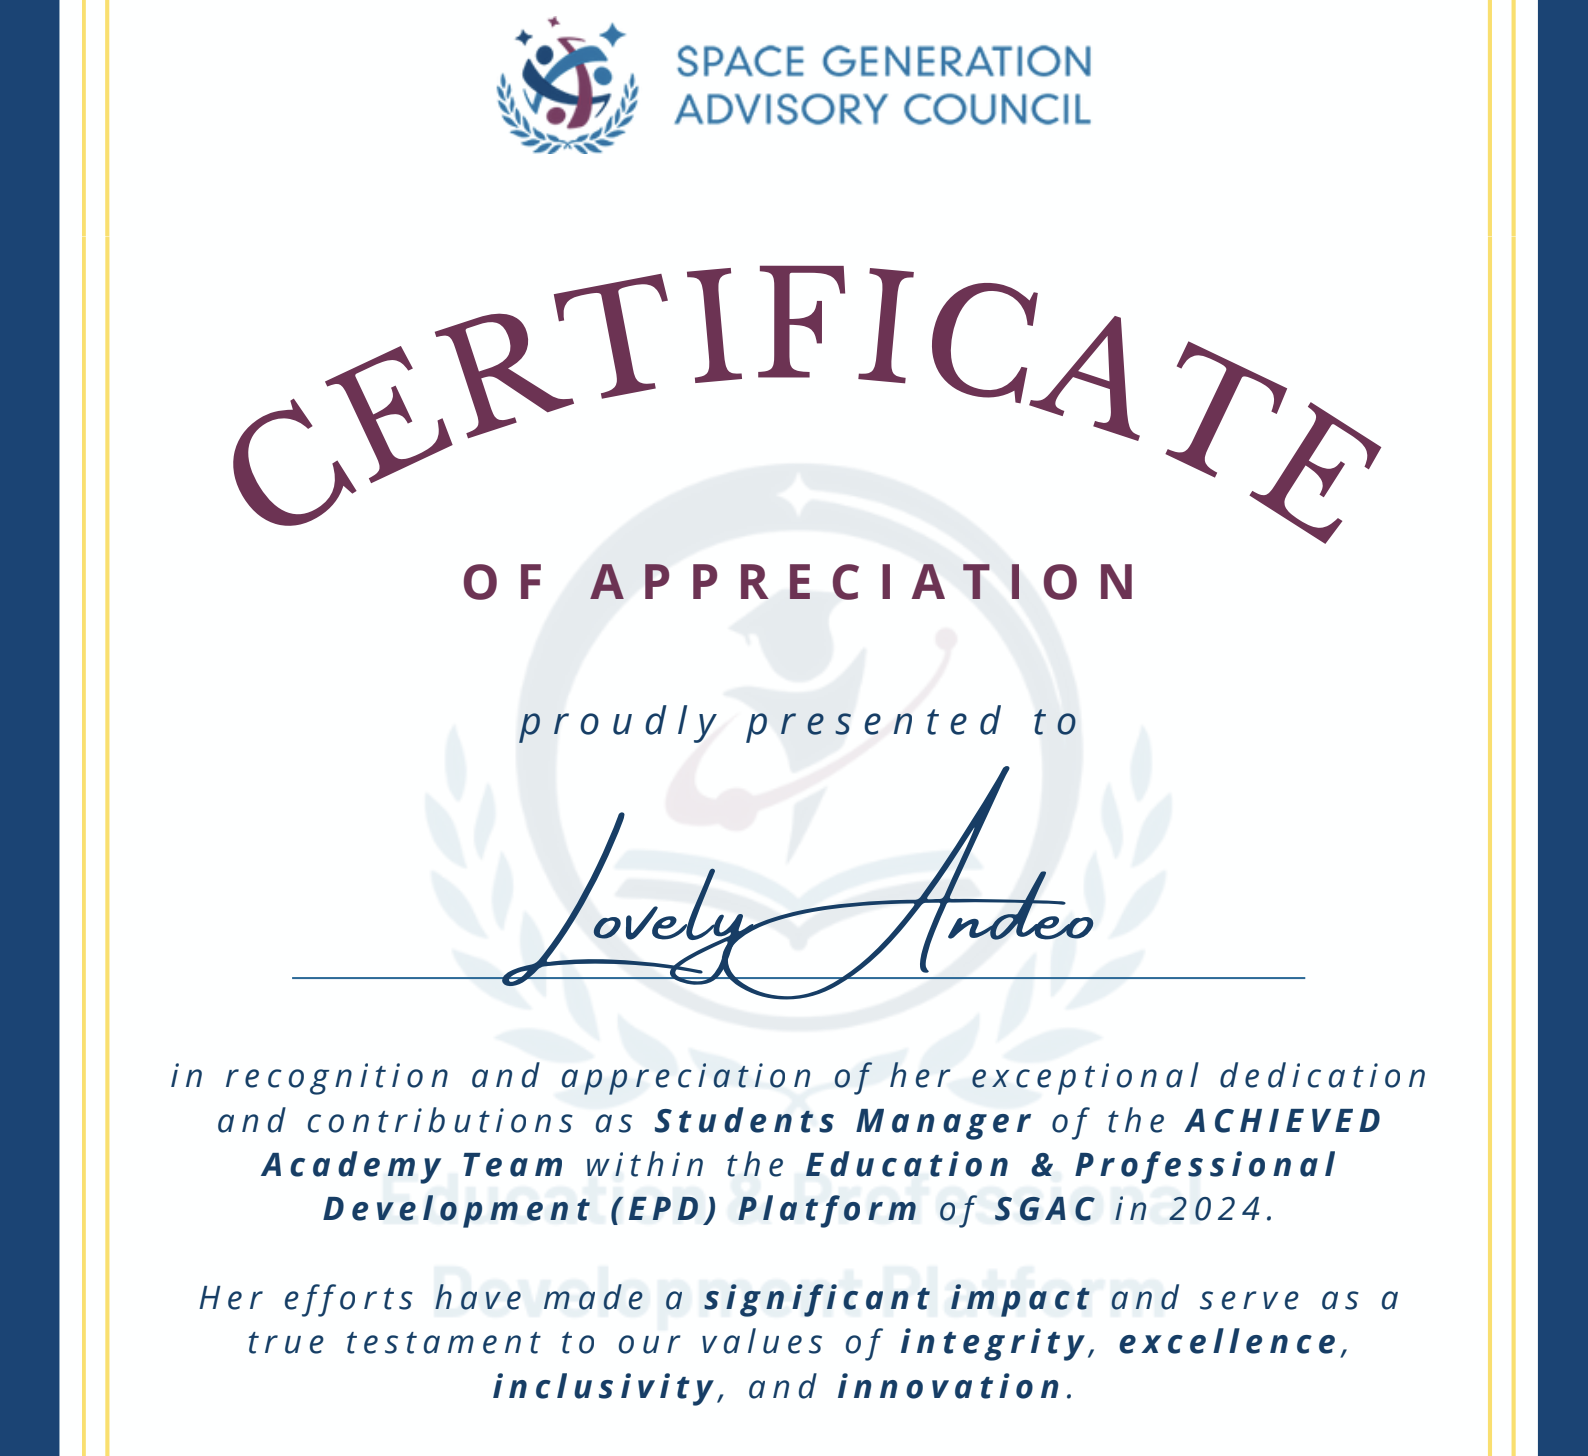 SPACE GENERATION
ADVISORY COUNCIL
CERTIFICATE
OF APPRECIATION
proudly presented to
Lovely Andeo
in recognition and appreciation of her exceptional dedication
and contributions as Students Manager of the ACHIEVED
Academy Team within the Education & Professional
Development (EPD) Platform of SGAC in 2024.
Education & Professional
Development Platform
Her efforts have made a significant impact and serve as a
true testament to our values of integrity, excellence,
inclusivity, and innovation.